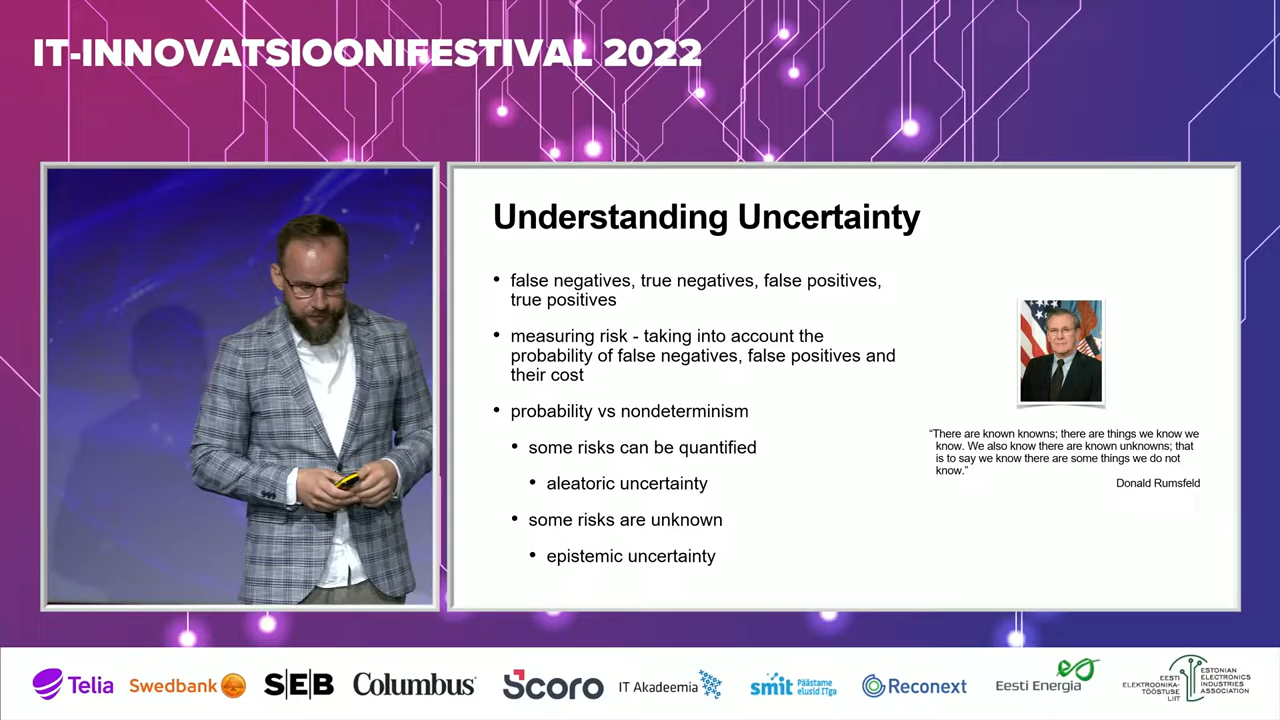 IT-INNOVATSIOONIFESTIVAL 2022
Understanding Uncertainty
• false negatives, true negatives, false positives,
true positives
• measuring risk - taking into account the
probability of false negatives, false positives and
their cost
• probability vs nondeterminism
• some risks can be quantified
• aleatoric uncertainty
• some risks are unknown
• epistemic uncertainty
“There are known knowns; there are things we know we
know. We also know there are known unknowns; that
is to say we know there are some things we do not
know.”
Donald Rumsfeld
Telia
Swedbank
S|E|B
Columbus
Scoro
IT Akadeemia
smit
Päästame
elusid ITga
Reconext
Eesti Energia
EESTI
ELEKTROONIKA-
TÖÖSTUSE
LIIT
ESTONIAN
ELECTRONICS
INDUSTRIES
ASSOCIATION